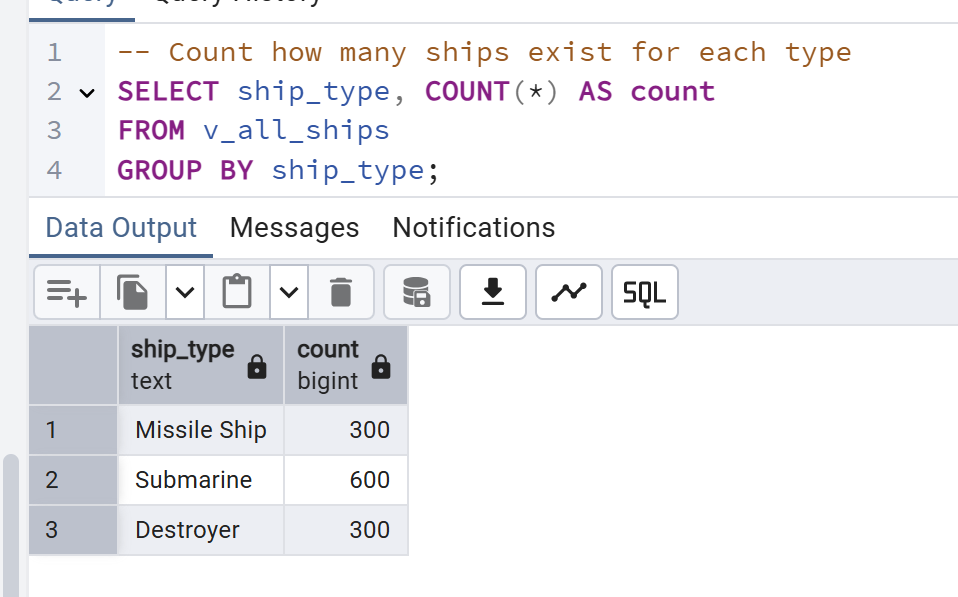 Query Query History
1 -- Count how many ships exist for each type
2 SELECT ship_type, COUNT(*) AS count
3 FROM v_all_ships
4 GROUP BY ship_type;
Data Output Messages Notifications
SQL
ship_type count
text bigint
1 Missile Ship 300
2 Submarine 600
3 Destroyer 300